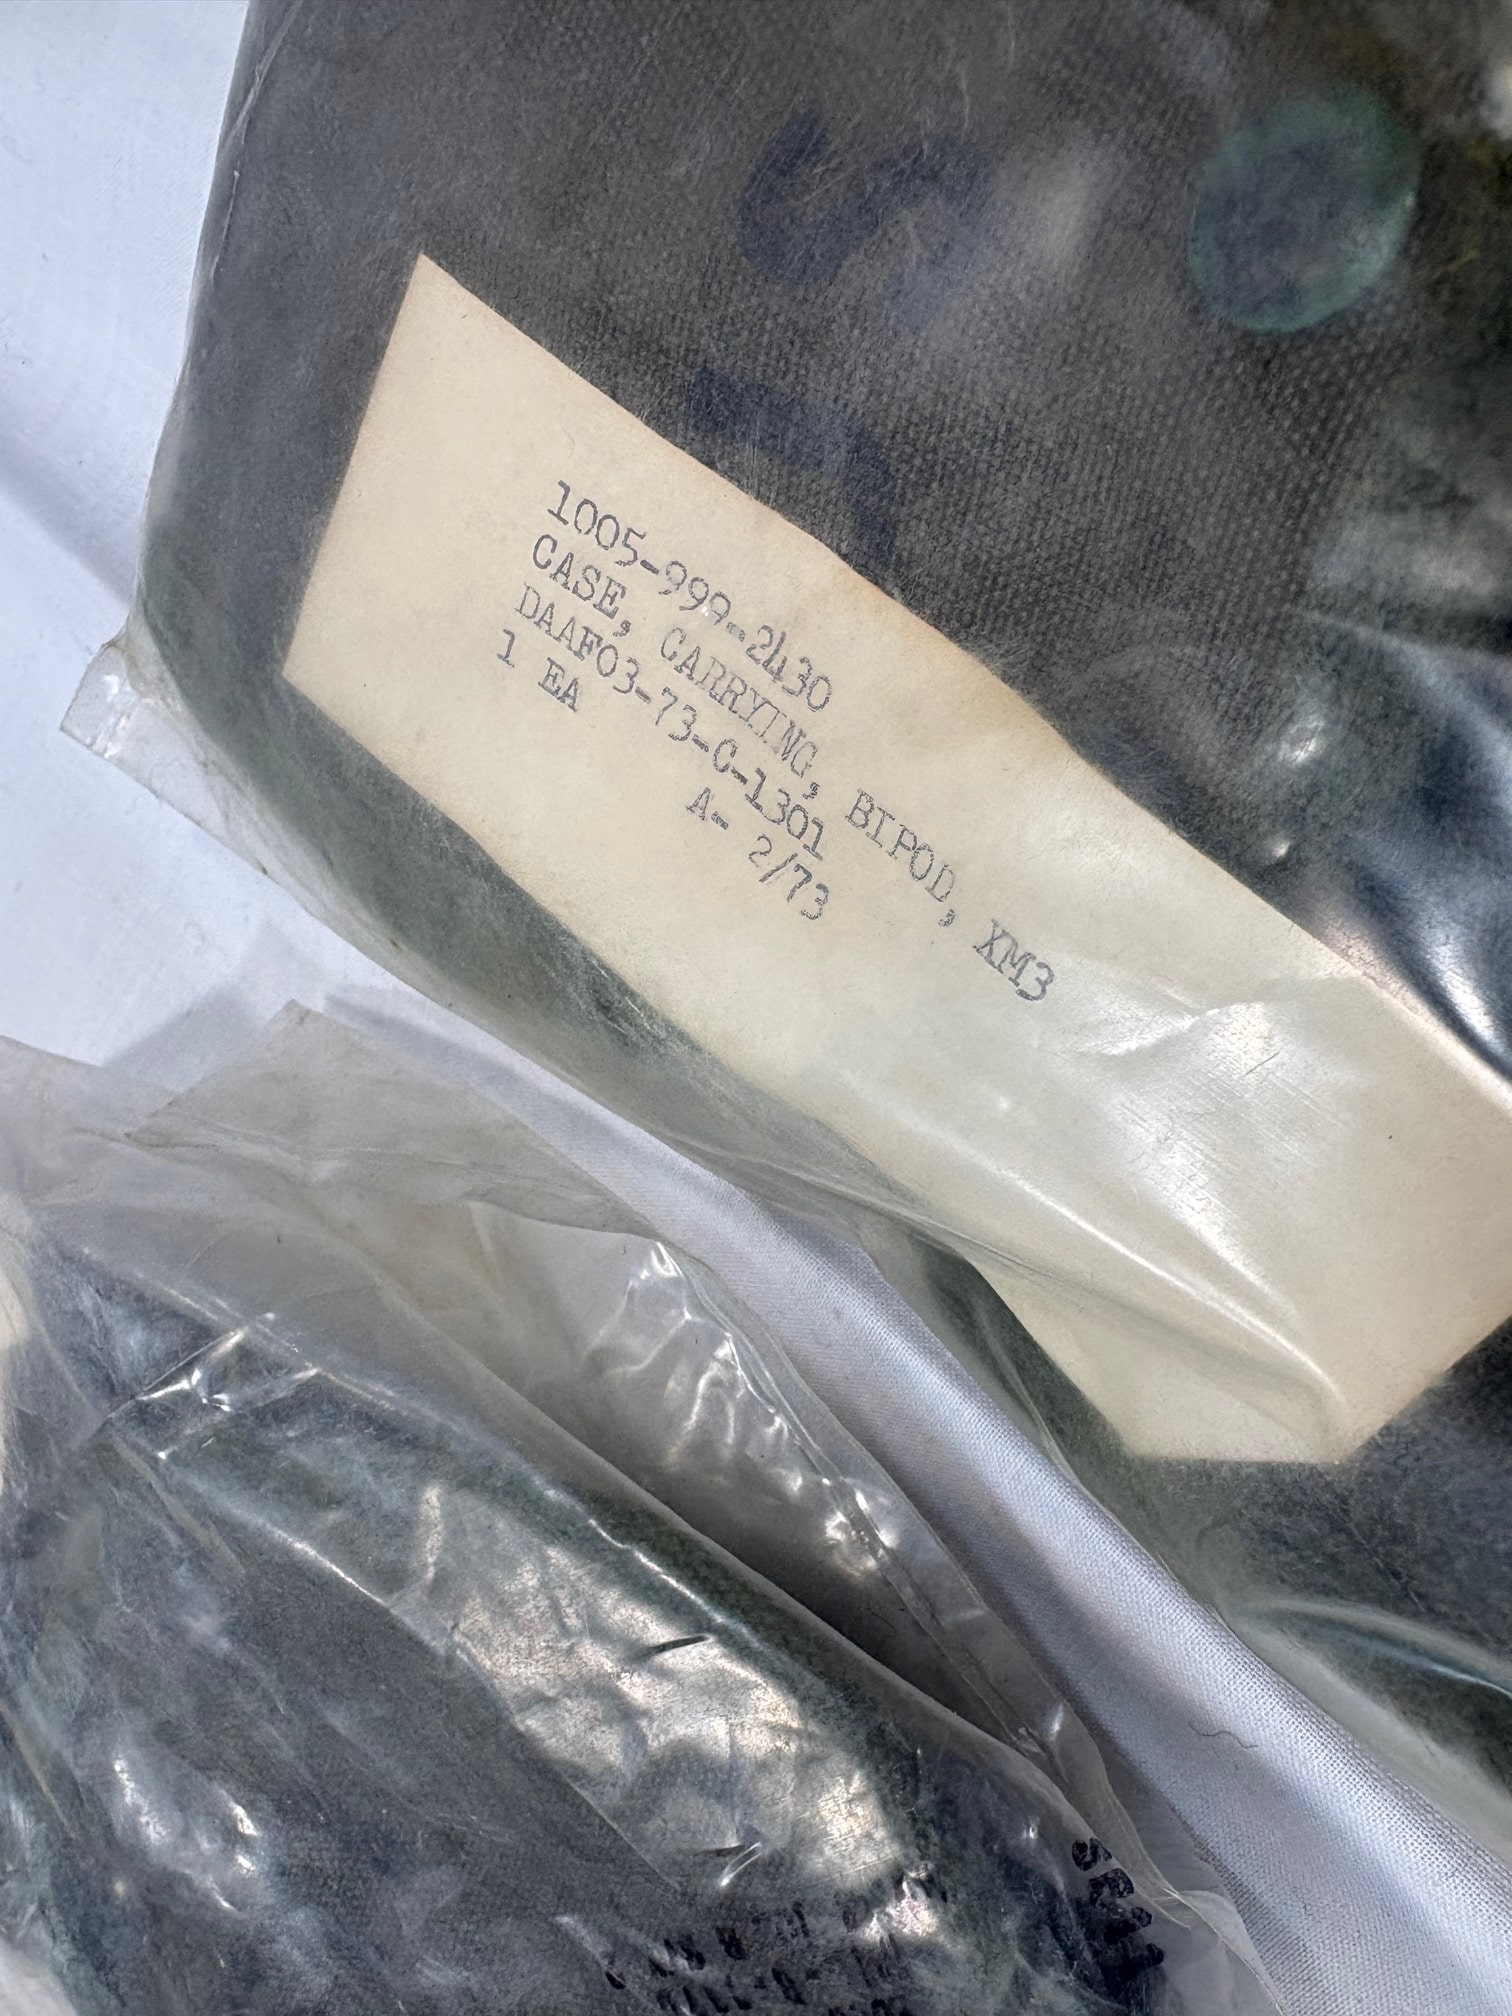 1005-999-2430
CASE, CARRYING, BIPOD, XM3
DAAF03-73-C-1301
1 EA A- 2/73